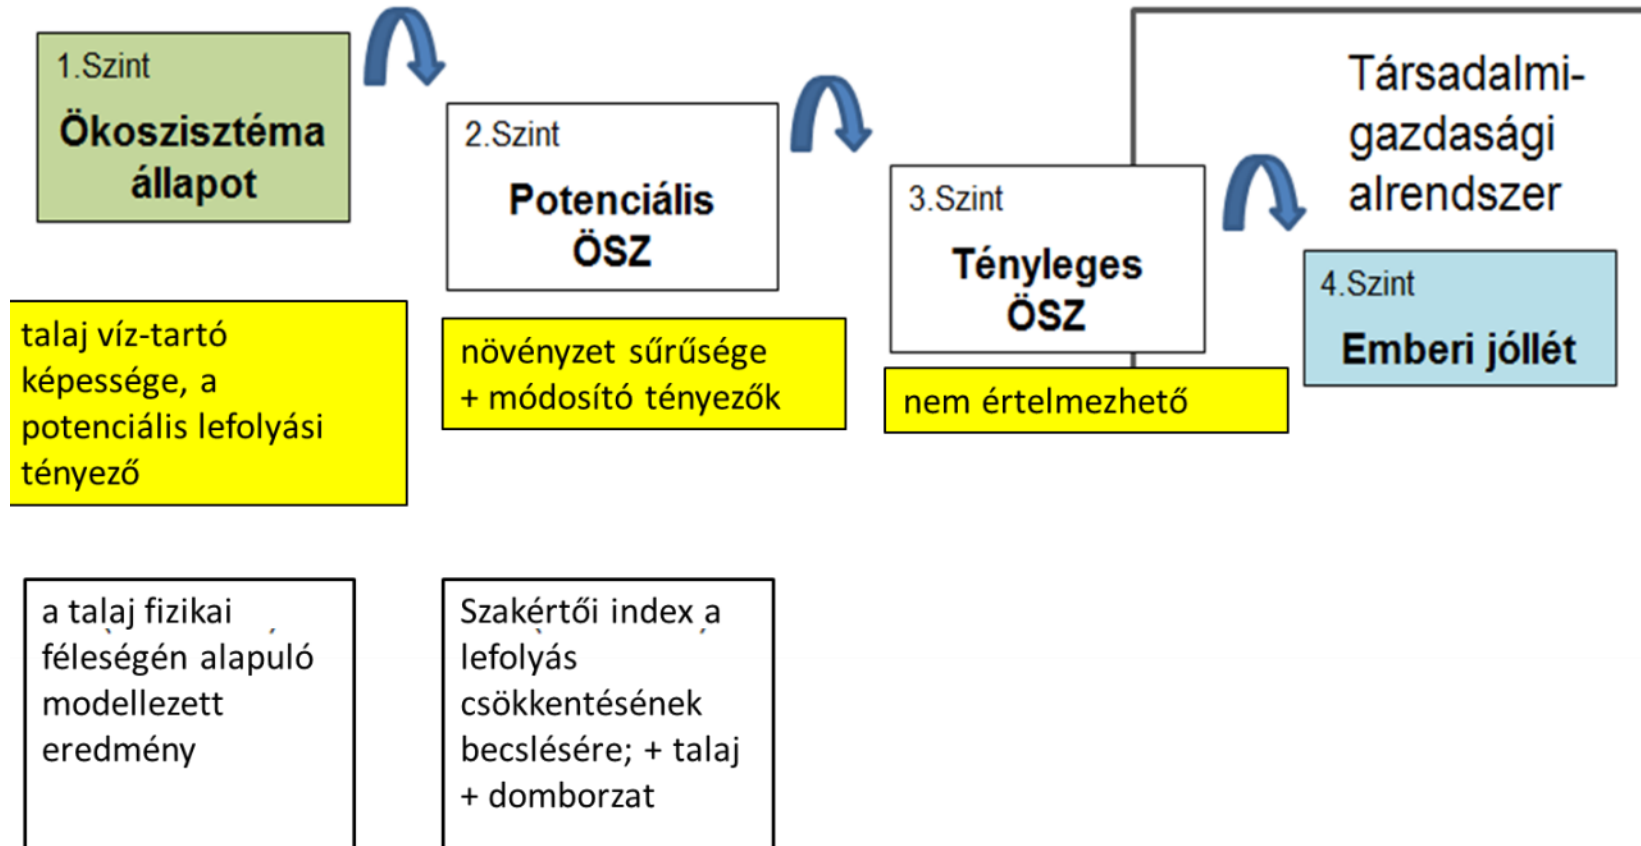 1.Szint
Ökoszisztéma
állapot
2.Szint
Potenciális
ÖSZ
3.Szint
Tényleges
ÖSZ
Társadalmi-
gazdasági
alrendszer
4.Szint
Emberi jóllét
talaj víz-tartó
képessége, a
potenciális lefolyási
tényező
növényzet sűrűsége
+ módosító tényezők
nem értelmezhető
a talaj fizikai
féleségén alapuló
modellezett
eredmény
Szakértői index a
lefolyás
csökkentésének
becslésére; + talaj
+ domborzat